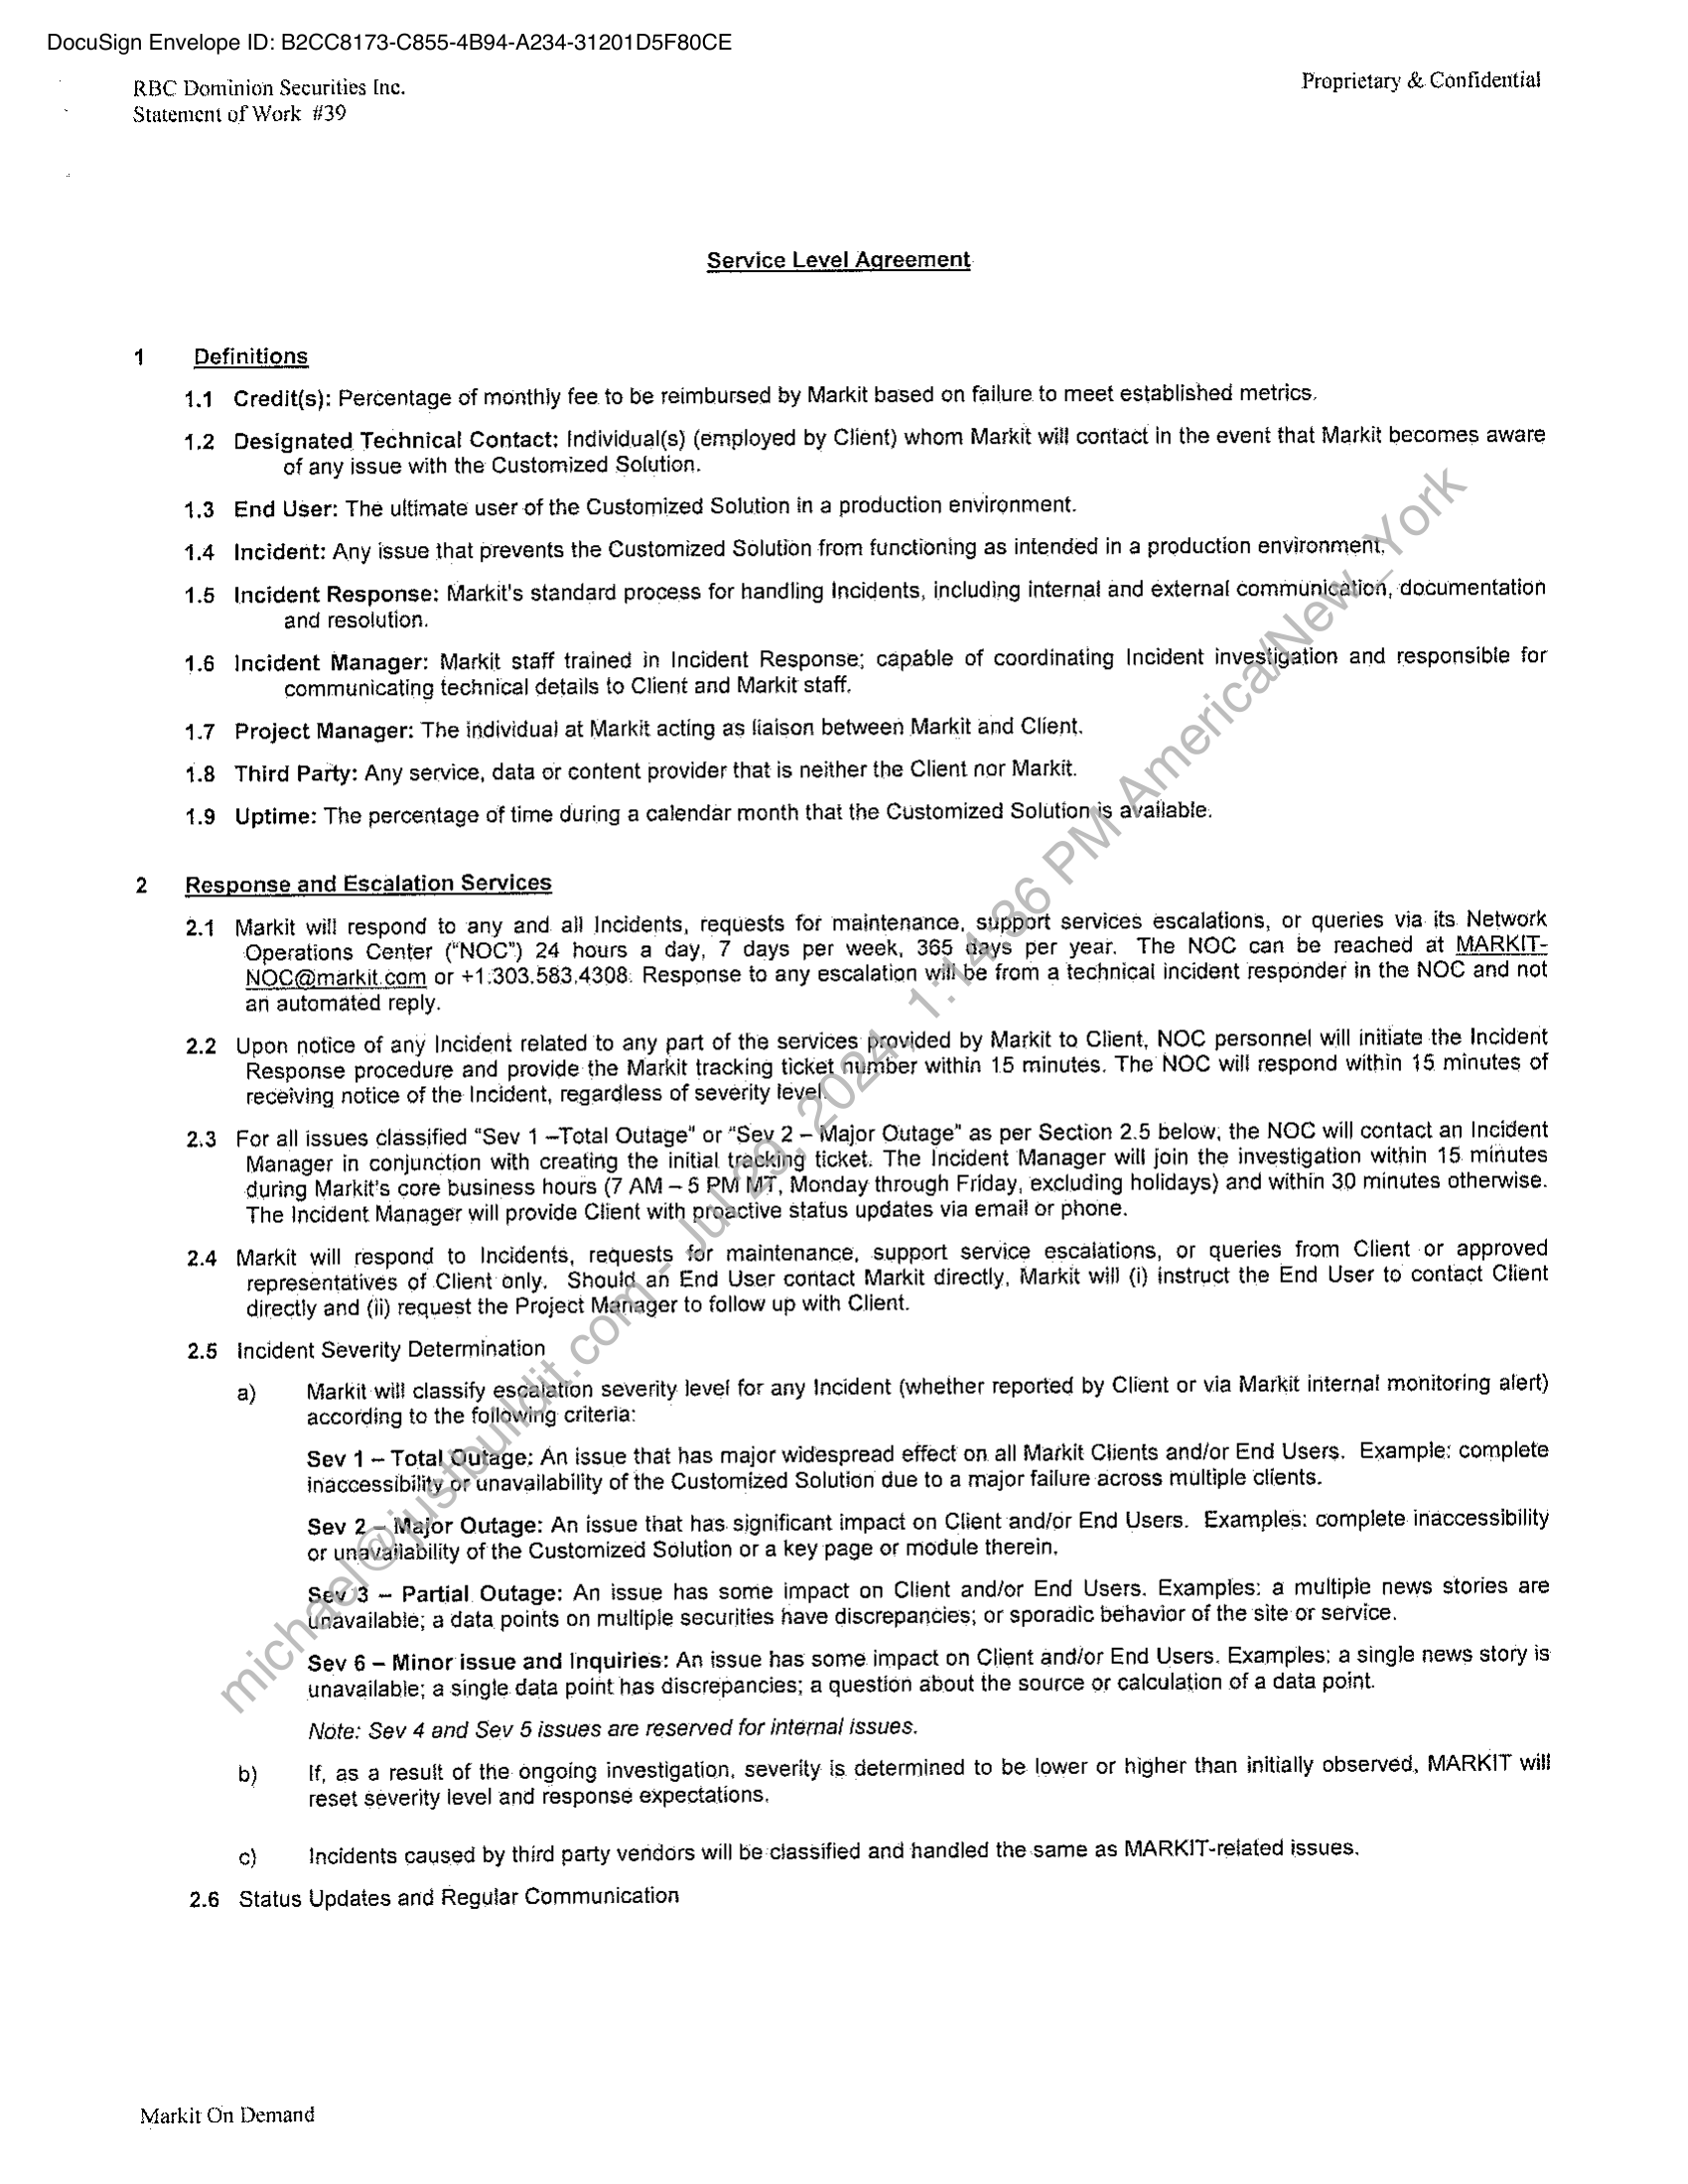 DocuSign Envelope ID: B2CC8173-C855-4B94-A234-31201D5F80CE
RBC Dominion Securities Inc.
Statement of Work #39
Proprietary & Confidential
Service Level Agreement
1 Definitions
1.1 Credit(s): Percentage of monthly fee to be reimbursed by Markit based on failure to meet established metrics.
1.2 Designated Technical Contact: Individual(s) (employed by Client) whom Markit will contact in the event that Markit becomes aware
of any issue with the Customized Solution.
1.3 End User: The ultimate user of the Customized Solution in a production environment.
1.4 Incident: Any issue that prevents the Customized Solution from functioning as intended in a production environment.
1.5 Incident Response: Markit's standard process for handling Incidents, including internal and external communication, documentation
and resolution.
1.6 Incident Manager: Markit staff trained in Incident Response; capable of coordinating Incident investigation and responsible for
communicating technical details to Client and Markit staff.
1.7 Project Manager: The individual at Markit acting as liaison between Markit and Client.
1.8 Third Party: Any service, data or content provider that is neither the Client nor Markit.
1.9 Uptime: The percentage of time during a calendar month that the Customized Solution is available.
2 Response and Escalation Services
2.1 Markit will respond to any and all Incidents, requests for maintenance, support services escalations, or queries via its Network
Operations Center ("NOC") 24 hours a day, 7 days per week, 365 days per year. The NOC can be reached at MARKIT-
NOC@markit.com or +1.303.583.4308. Response to any escalation will be from a technical incident responder in the NOC and not
an automated reply.
2.2 Upon notice of any Incident related to any part of the services provided by Markit to Client, NOC personnel will initiate the Incident
Response procedure and provide the Markit tracking ticket number within 15 minutes. The NOC will respond within 15 minutes of
receiving notice of the Incident, regardless of severity level.
2.3 For all issues classified "Sev 1 –Total Outage" or "Sev 2 – Major Outage" as per Section 2.5 below, the NOC will contact an Incident
Manager in conjunction with creating the initial tracking ticket. The Incident Manager will join the investigation within 15 minutes
during Markit's core business hours (7 AM – 5 PM MT, Monday through Friday, excluding holidays) and within 30 minutes otherwise.
The Incident Manager will provide Client with proactive status updates via email or phone.
2.4 Markit will respond to Incidents, requests for maintenance, support service escalations, or queries from Client or approved
representatives of Client only. Should an End User contact Markit directly, Markit will (i) instruct the End User to contact Client
directly and (ii) request the Project Manager to follow up with Client.
2.5 Incident Severity Determination
a) Markit will classify escalation severity level for any Incident (whether reported by Client or via Markit internal monitoring alert)
according to the following criteria:
Sev 1 – Total Outage: An issue that has major widespread effect on all Markit Clients and/or End Users. Example: complete
inaccessibility or unavailability of the Customized Solution due to a major failure across multiple clients.
Sev 2 – Major Outage: An issue that has significant impact on Client and/or End Users. Examples: complete inaccessibility
or unavailability of the Customized Solution or a key page or module therein.
Sev 3 – Partial Outage: An issue has some impact on Client and/or End Users. Examples: a multiple news stories are
unavailable; a data points on multiple securities have discrepancies; or sporadic behavior of the site or service.
Sev 6 – Minor issue and Inquiries: An issue has some impact on Client and/or End Users. Examples: a single news story is
unavailable; a single data point has discrepancies; a question about the source or calculation of a data point.
Note: Sev 4 and Sev 5 issues are reserved for internal issues.
b) If, as a result of the ongoing investigation, severity is determined to be lower or higher than initially observed, MARKIT will
reset severity level and response expectations.
c) Incidents caused by third party vendors will be classified and handled the same as MARKIT-related issues.
2.6 Status Updates and Regular Communication
Markit On Demand
michael@justbuildit.com - Jul 29, 2024, 1:14:36 PM America/New_York